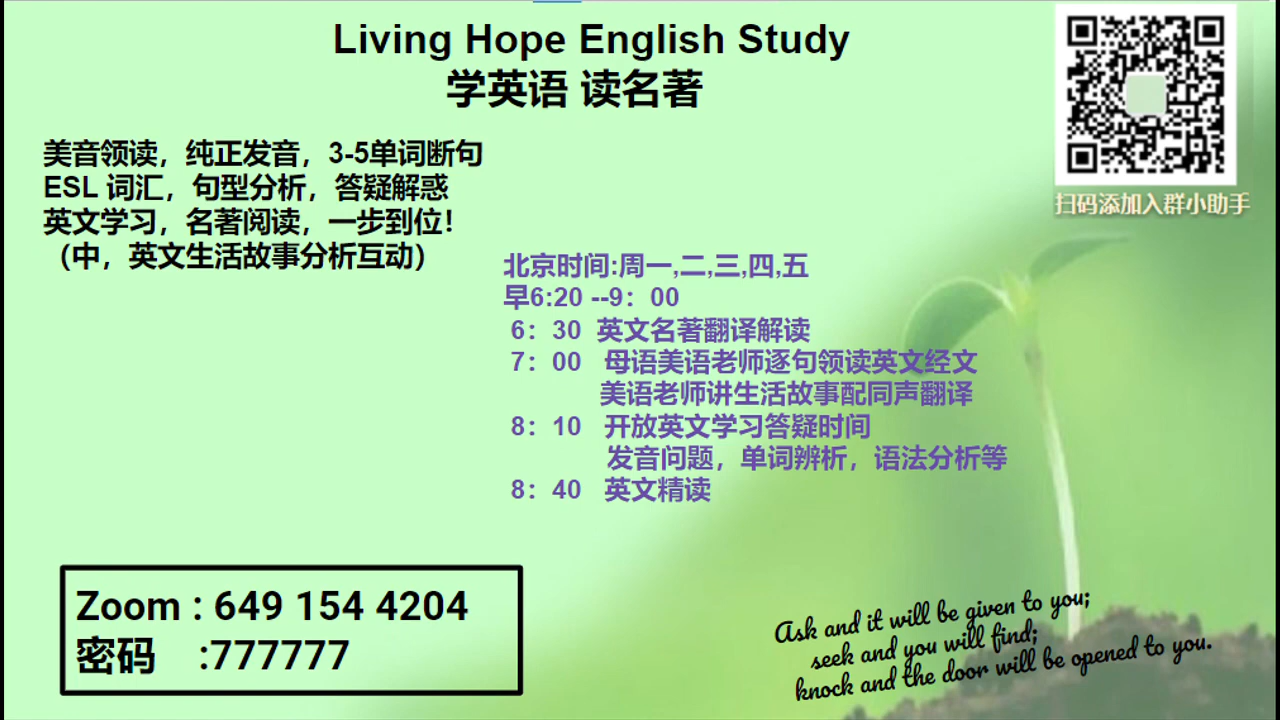 Living Hope English Study
学英语 读名著
美音领读，纯正发音，3-5单词断句
ESL 词汇，句型分析，答疑解惑
英文学习，名著阅读，一步到位！
（中，英文生活故事分析互动）
扫码添加入群小助手
北京时间:周一,二,三,四,五
早6:20 --9：00
6：30 英文名著翻译解读
7：00 母语美语老师逐句领读英文经文
美语老师讲生活故事配同声翻译
8：10 开放英文学习答疑时间
发音问题，单词辨析，语法分析等
8：40 英文精读
Zoom : 649 154 4204
密码 :777777
Ask and it will be given to you;
seek and you will find;
knock and the door will be opened to you.